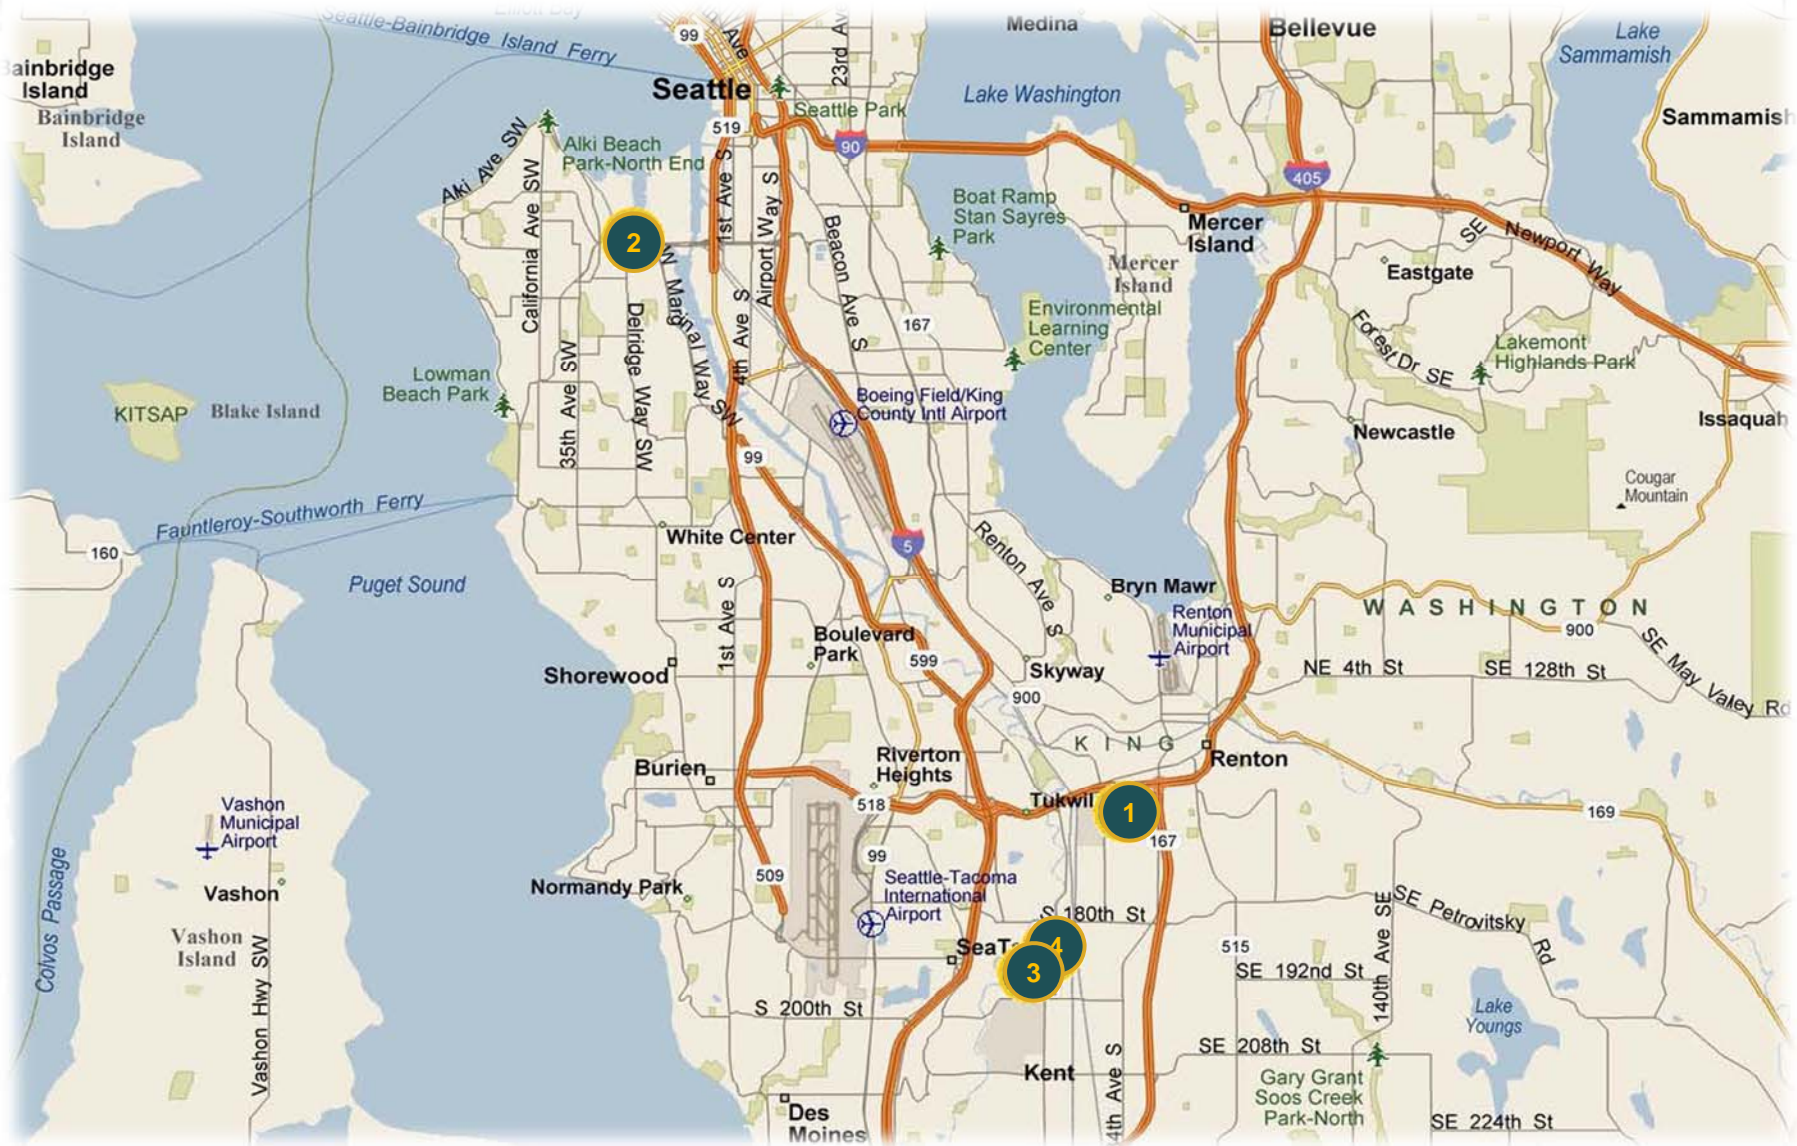 Elliott Bay
Seattle-Bainbridge Island Ferry
99
Ave
23rd Ave
Medina
Bellevue
Lake
Sammamish
Bainbridge
Island
Bainbridge
Island
Seattle
Seattle Park
Lake Washington
Sammamish
519
90
405
Alki Ave SW
Alki Beach
Park-North End
California Ave SW
1st Ave S
Airport Way S
Boat Ramp
Stan Sayres
Park
Mercer
Island
Mercer
Island
SE Newport Way
Eastgate
2
W Marginal Way SW
Beacon Ave S
4th Ave S
167
Environmental
Learning
Center
Forest Dr SE
Lakemont
Highlands Park
Delridge Way SW
35th Ave SW
Lowman
Beach Park
KITSAP
Blake Island
Boeing Field/King
County Intl Airport
Newcastle
Issaquah
99
Cougar
Mountain
Fauntleroy-Southworth Ferry
160
White Center
5
Renton Ave S
Puget Sound
Bryn Mawr
1st Ave S
Renton
Municipal
Airport
WASHINGTON
900
SE May Valley Rd
Boulevard
Park
599
Shorewood
Skyway
NE 4th St
SE 128th St
900
KING
Renton
Riverton
Heights
Burien
518
Tukwil
1
169
Vashon
Municipal
Airport
167
99
509
Colvos Passage
Normandy Park
Seattle-Tacoma
International
Airport
Vashon
S 180th St
SE Petrovitsky Rd
140th Ave SE
Vashon
Island
Vashon Hwy SW
SeaTa
4
3
515
SE 192nd St
S 200th St
Lake
Youngs
SE 208th St
4th Ave S
Kent
Gary Grant
Soos Creek
Park-North
Des
Moines
SE 224th St